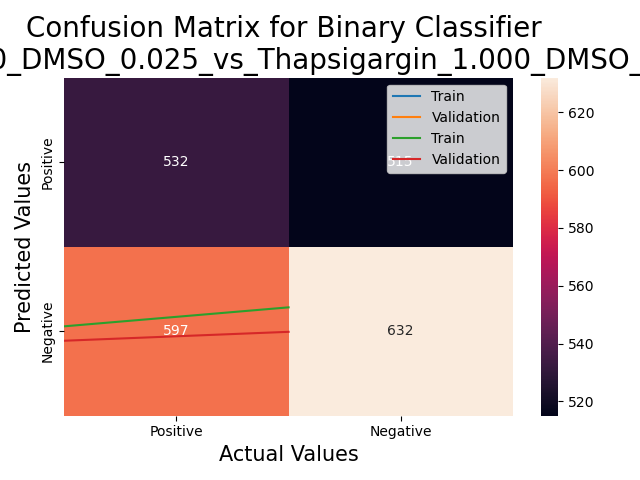 Confusion Matrix for Binary Classifier
0_DMSO_0.025_vs_Thapsigargin_1.000_DMSO_
Train
Validation
Train
Validation
Predicted Values
Positive
Negative
532
597
632
Positive
Negative
Actual Values
620
600
580
560
540
520